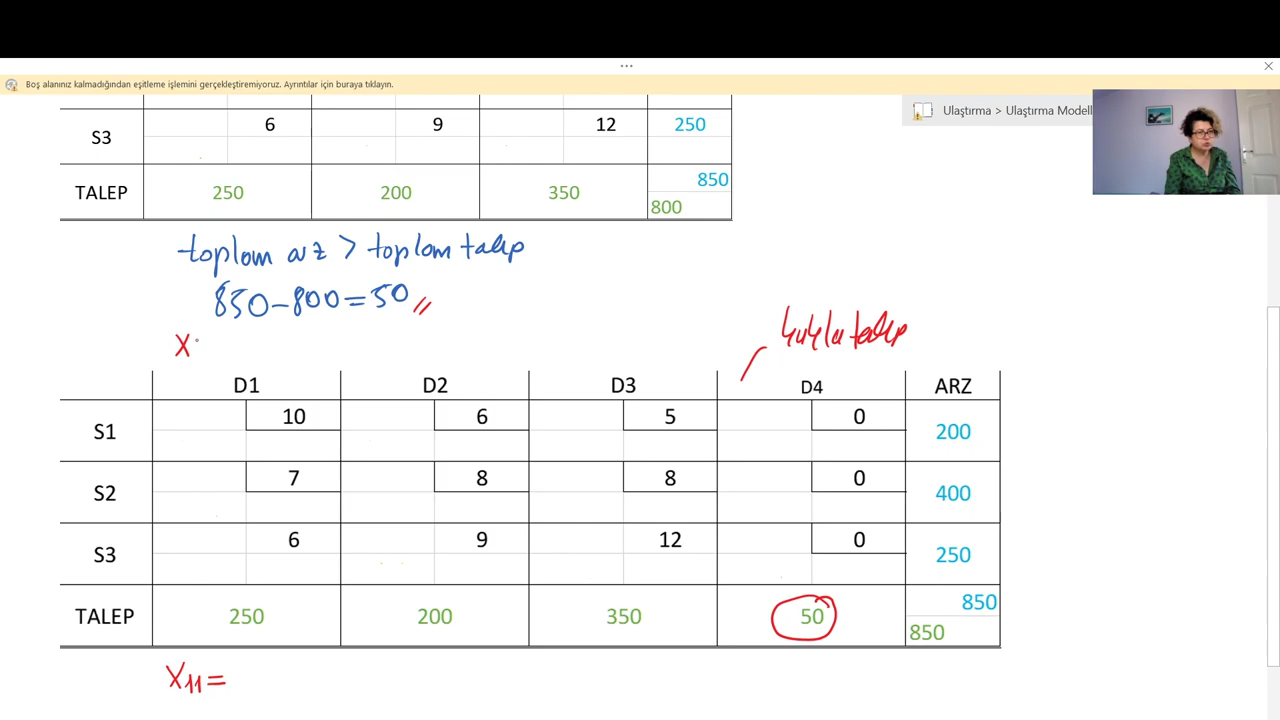 Boş alanınız kalmadığından eşitleme işlemini gerçekleştiremiyoruz. Ayrıntılar için buraya tıklayın.
Ulaştırma > Ulaştırma Modell
S3 6 9 12 250
TALEP 250 200 350 850
800
toplam arz > toplam talep
850-800=50
kukla talep
X
D1 D2 D3 D4 ARZ
S1 10 6 5 0 200
S2 7 8 8 0 400
S3 6 9 12 0 250
TALEP 250 200 350 50 850
850
X11=